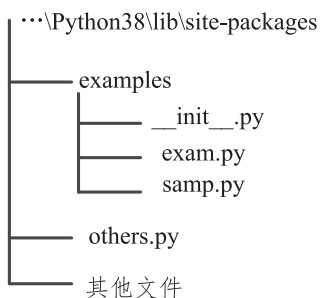 …\Python38\lib\site-packages
examples
__init__.py
exam.py
samp.py
others.py
其他文件